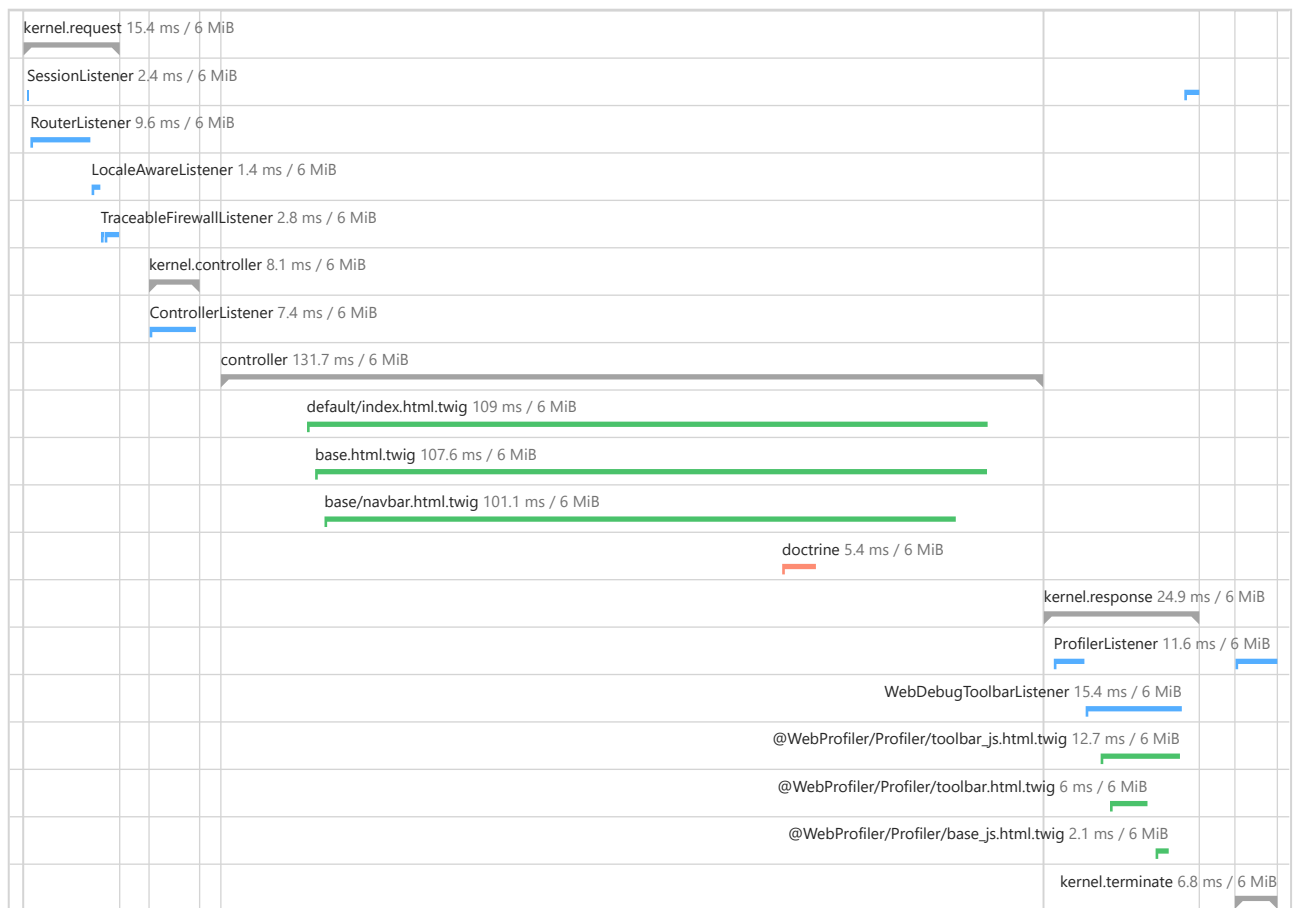 kernel.request 15.4 ms / 6 MiB
SessionListener 2.4 ms / 6 MiB
RouterListener 9.6 ms / 6 MiB
LocaleAwareListener 1.4 ms / 6 MiB
TraceableFirewallListener 2.8 ms / 6 MiB
kernel.controller 8.1 ms / 6 MiB
ControllerListener 7.4 ms / 6 MiB
controller 131.7 ms / 6 MiB
default/index.html.twig 109 ms / 6 MiB
base.html.twig 107.6 ms / 6 MiB
base/navbar.html.twig 101.1 ms / 6 MiB
doctrine 5.4 ms / 6 MiB
kernel.response 24.9 ms / 6 MiB
ProfilerListener 11.6 ms / 6 MiB
WebDebugToolbarListener 15.4 ms / 6 MiB
@WebProfiler/Profiler/toolbar_js.html.twig 12.7 ms / 6 MiB
@WebProfiler/Profiler/toolbar.html.twig 6 ms / 6 MiB
@WebProfiler/Profiler/base_js.html.twig 2.1 ms / 6 MiB
kernel.terminate 6.8 ms / 6 MiB